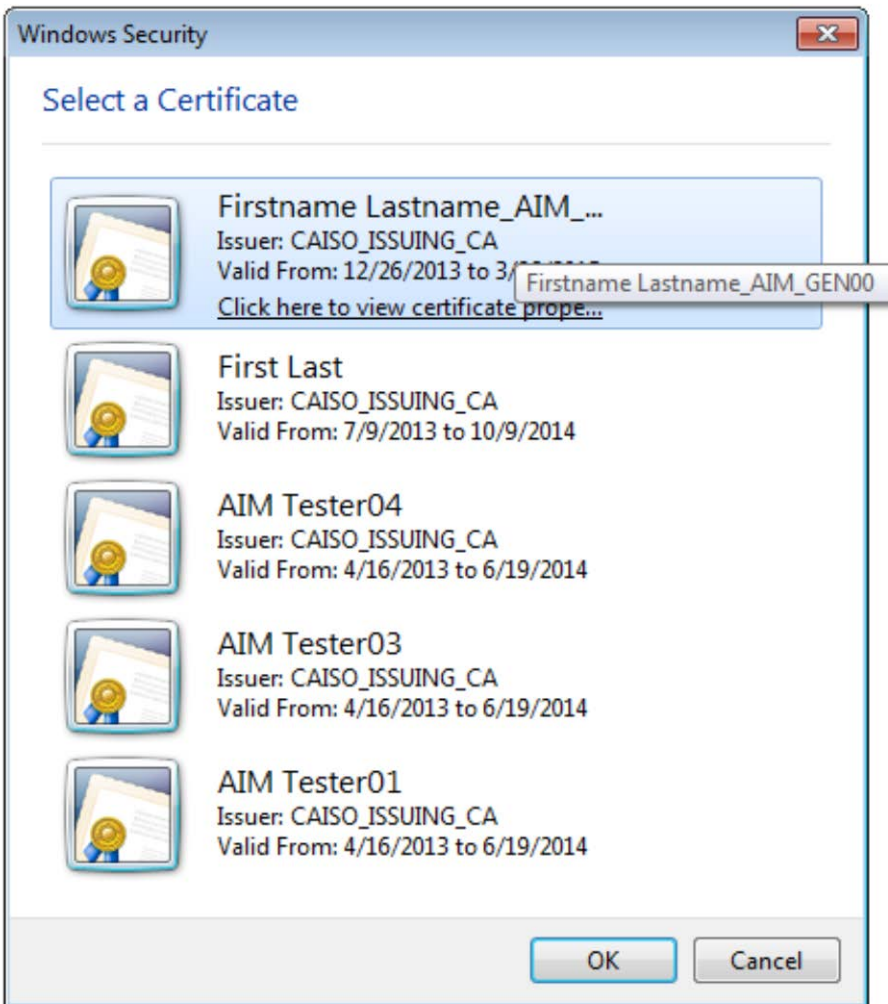 Windows Security
Select a Certificate
Firstname Lastname_AIM_...
Issuer: CAISO_ISSUING_CA
Valid From: 12/26/2013 to 3/
Firstname Lastname_AIM_GEN00
Click here to view certificate prope...
First Last
Issuer: CAISO_ISSUING_CA
Valid From: 7/9/2013 to 10/9/2014
AIM Tester04
Issuer: CAISO_ISSUING_CA
Valid From: 4/16/2013 to 6/19/2014
AIM Tester03
Issuer: CAISO_ISSUING_CA
Valid From: 4/16/2013 to 6/19/2014
AIM Tester01
Issuer: CAISO_ISSUING_CA
Valid From: 4/16/2013 to 6/19/2014
OK Cancel